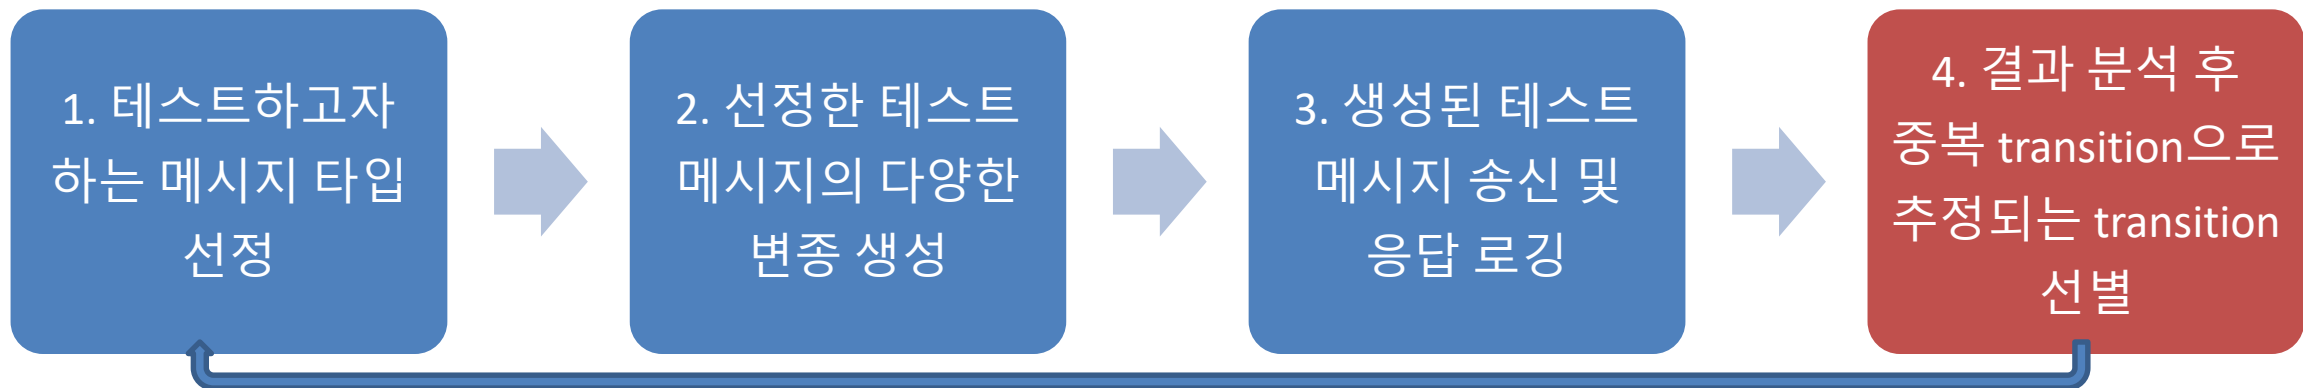 1. 테스트하고자
하는 메시지 타입
선정
2. 선정한 테스트
메시지의 다양한
변종 생성
3. 생성된 테스트
메시지 송신 및
응답 로깅
4. 결과 분석 후
중복 transition으로
추정되는 transition
선별